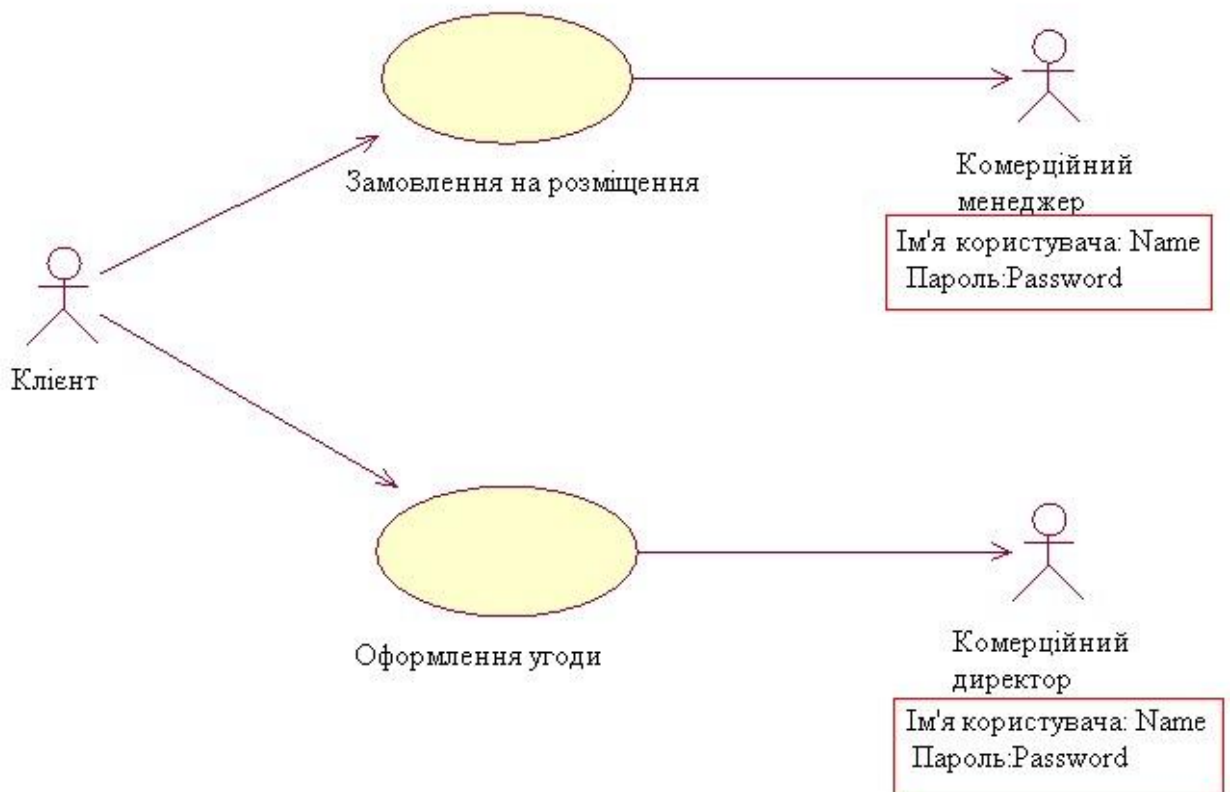 Замовлення на розміщення
Комерційний
менеджер
Ім'я користувача: Name
Пароль:Password
Клієнт
Оформлення угоди
Комерційний
директор
Ім'я користувача: Name
Пароль:Password